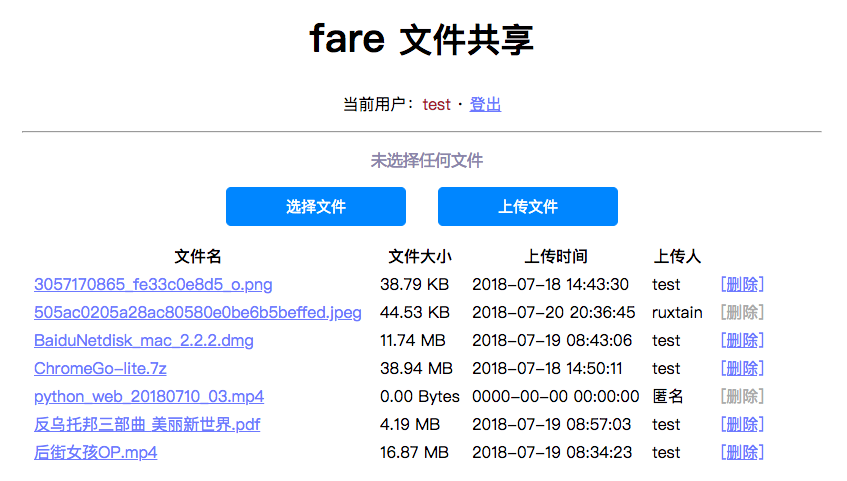 fare 文件共享
当前用户：test · 登出
未选择任何文件
选择文件 上传文件
文件名 文件大小 上传时间 上传人
3057170865_fe33c0e8d5_o.png 38.79 KB 2018-07-18 14:43:30 test [删除]
505ac0205a28ac80580e0be6b5beffed.jpeg 44.53 KB 2018-07-20 20:36:45 ruxtain [删除]
BaiduNetdisk_mac_2.2.2.dmg 11.74 MB 2018-07-19 08:43:06 test [删除]
ChromeGo-lite.7z 38.94 MB 2018-07-18 14:50:11 test [删除]
python_web_20180710_03.mp4 0.00 Bytes 0000-00-00 00:00:00 匿名 [删除]
反乌托邦三部曲 美丽新世界.pdf 4.19 MB 2018-07-19 08:57:03 test [删除]
后街女孩OP.mp4 16.87 MB 2018-07-19 08:34:23 test [删除]